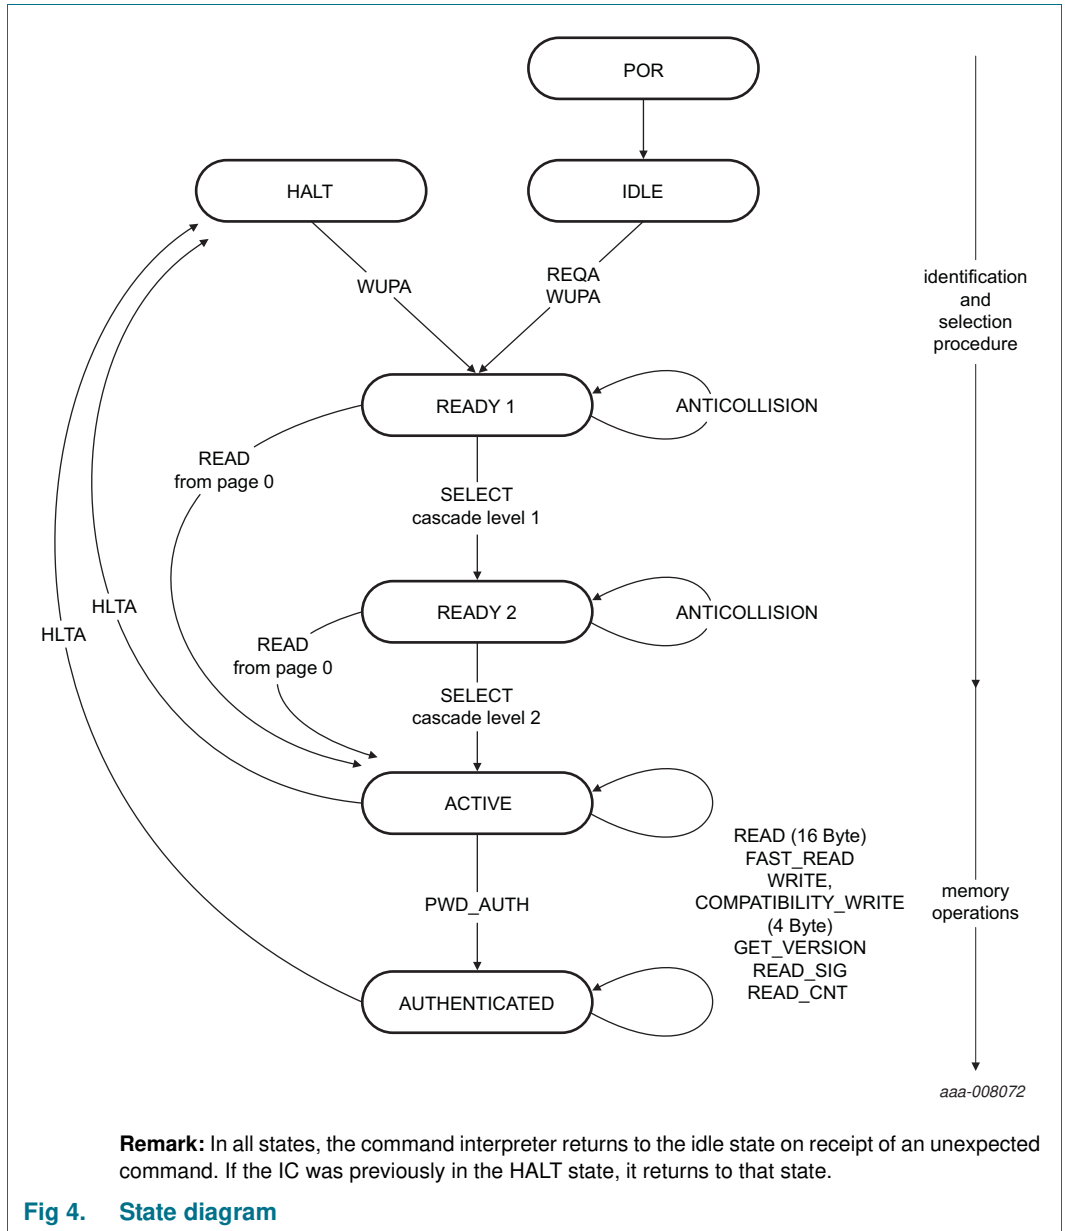 POR
HALT
IDLE
WUPA
REQA
WUPA
identification
and
selection
procedure
READY 1
ANTICOLLISION
READ
from page 0
SELECT
cascade level 1
HLTA
HLTA
READY 2
ANTICOLLISION
READ
from page 0
SELECT
cascade level 2
ACTIVE
READ (16 Byte)
FAST_READ
WRITE,
COMPATIBILITY_WRITE
(4 Byte)
GET_VERSION
READ_SIG
READ_CNT
memory
operations
PWD_AUTH
AUTHENTICATED
aaa-008072
Remark: In all states, the command interpreter returns to the idle state on receipt of an unexpected
command. If the IC was previously in the HALT state, it returns to that state.
Fig 4. State diagram